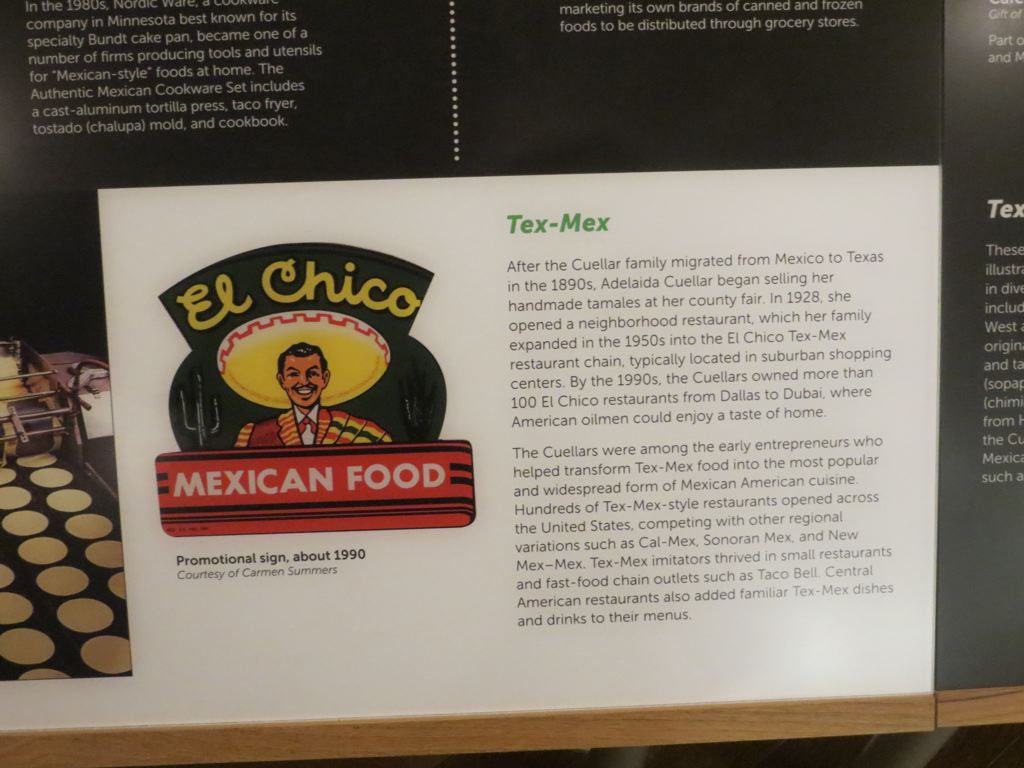 In the 1980s, Nordic Ware, a cookware
company in Minnesota best known for its
specialty Bundt cake pan, became one of a
number of firms producing tools and utensils
for "Mexican-style" foods at home. The
Authentic Mexican Cookware Set includes
a cast-aluminum tortilla press, taco fryer,
tostado (chalupa) mold, and cookbook.
marketing its own brands of canned and frozen
foods to be distributed through grocery stores.
Gift of
Part o
and M
El Chico
MEXICAN FOOD
Promotional sign, about 1990
Courtesy of Carmen Summers
Tex-Mex
After the Cuellar family migrated from Mexico to Texas
in the 1890s, Adelaida Cuellar began selling her
handmade tamales at her county fair. In 1928, she
opened a neighborhood restaurant, which her family
expanded in the 1950s into the El Chico Tex-Mex
restaurant chain, typically located in suburban shopping
centers. By the 1990s, the Cuellars owned more than
100 El Chico restaurants from Dallas to Dubai, where
American oilmen could enjoy a taste of home.
The Cuellars were among the early entrepreneurs who
helped transform Tex-Mex food into the most popular
and widespread form of Mexican American cuisine.
Hundreds of Tex-Mex-style restaurants opened across
the United States, competing with other regional
variations such as Cal-Mex, Sonoran Mex, and New
Mex–Mex. Tex-Mex imitators thrived in small restaurants
and fast-food chain outlets such as Taco Bell. Central
American restaurants also added familiar Tex-Mex dishes
and drinks to their menus.
Tex
These
illustra
in dive
includ
West a
origina
and ta
(sopap
(chimi
from H
the Cu
Mexica
such a